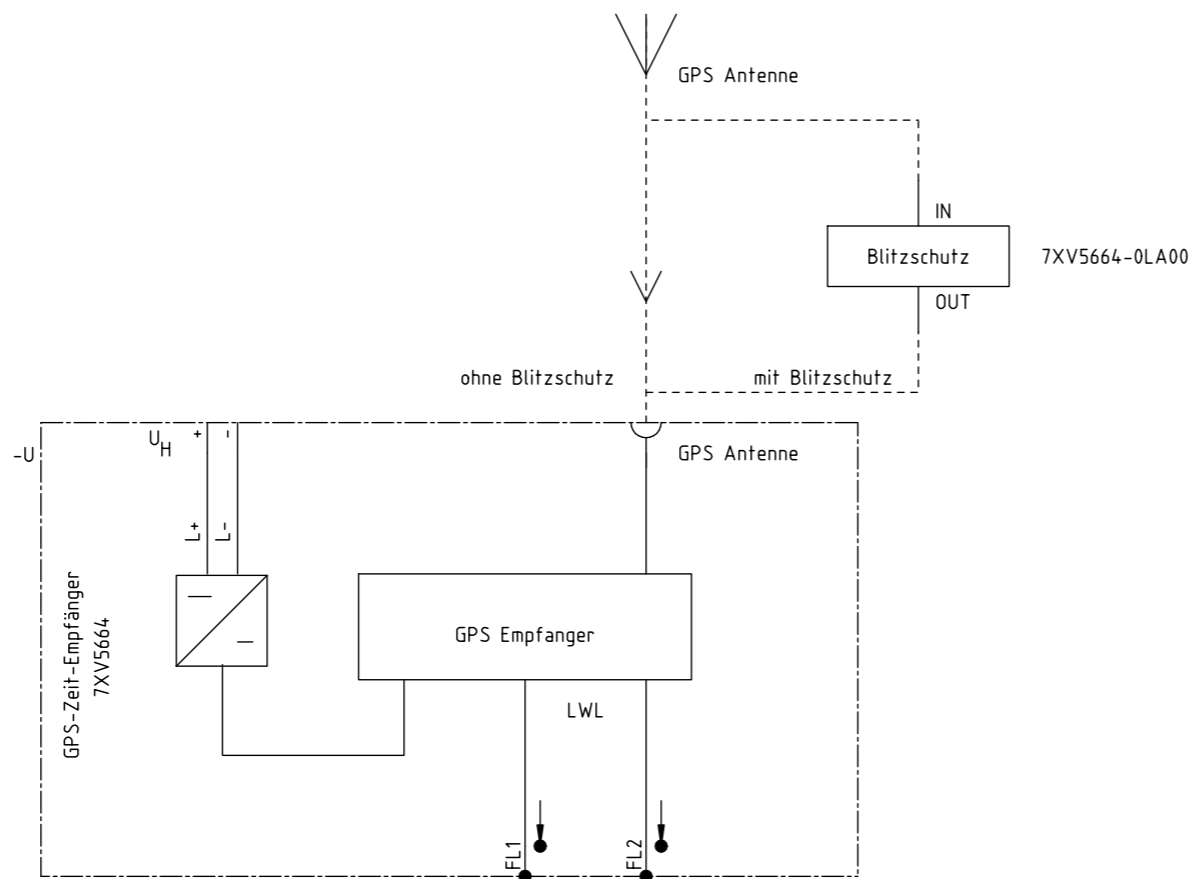 GPS Antenne
IN
Blitzschutz
7XV5664-0LA00
OUT
ohne Blitzschutz
mit Blitzschutz
-U
UH
+
-
GPS Antenne
L+
L-
GPS-Zeit-Empfänger
7XV5664
GPS Empfanger
LWL
FL1
FL2